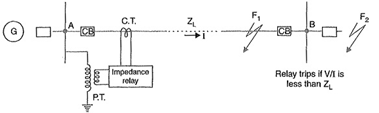 G
A
CB
C.T.
Z_L
I
F₁
CB
B
F₂
Impedance
relay
P.T.
Relay trips if V/I is
less than Z_L